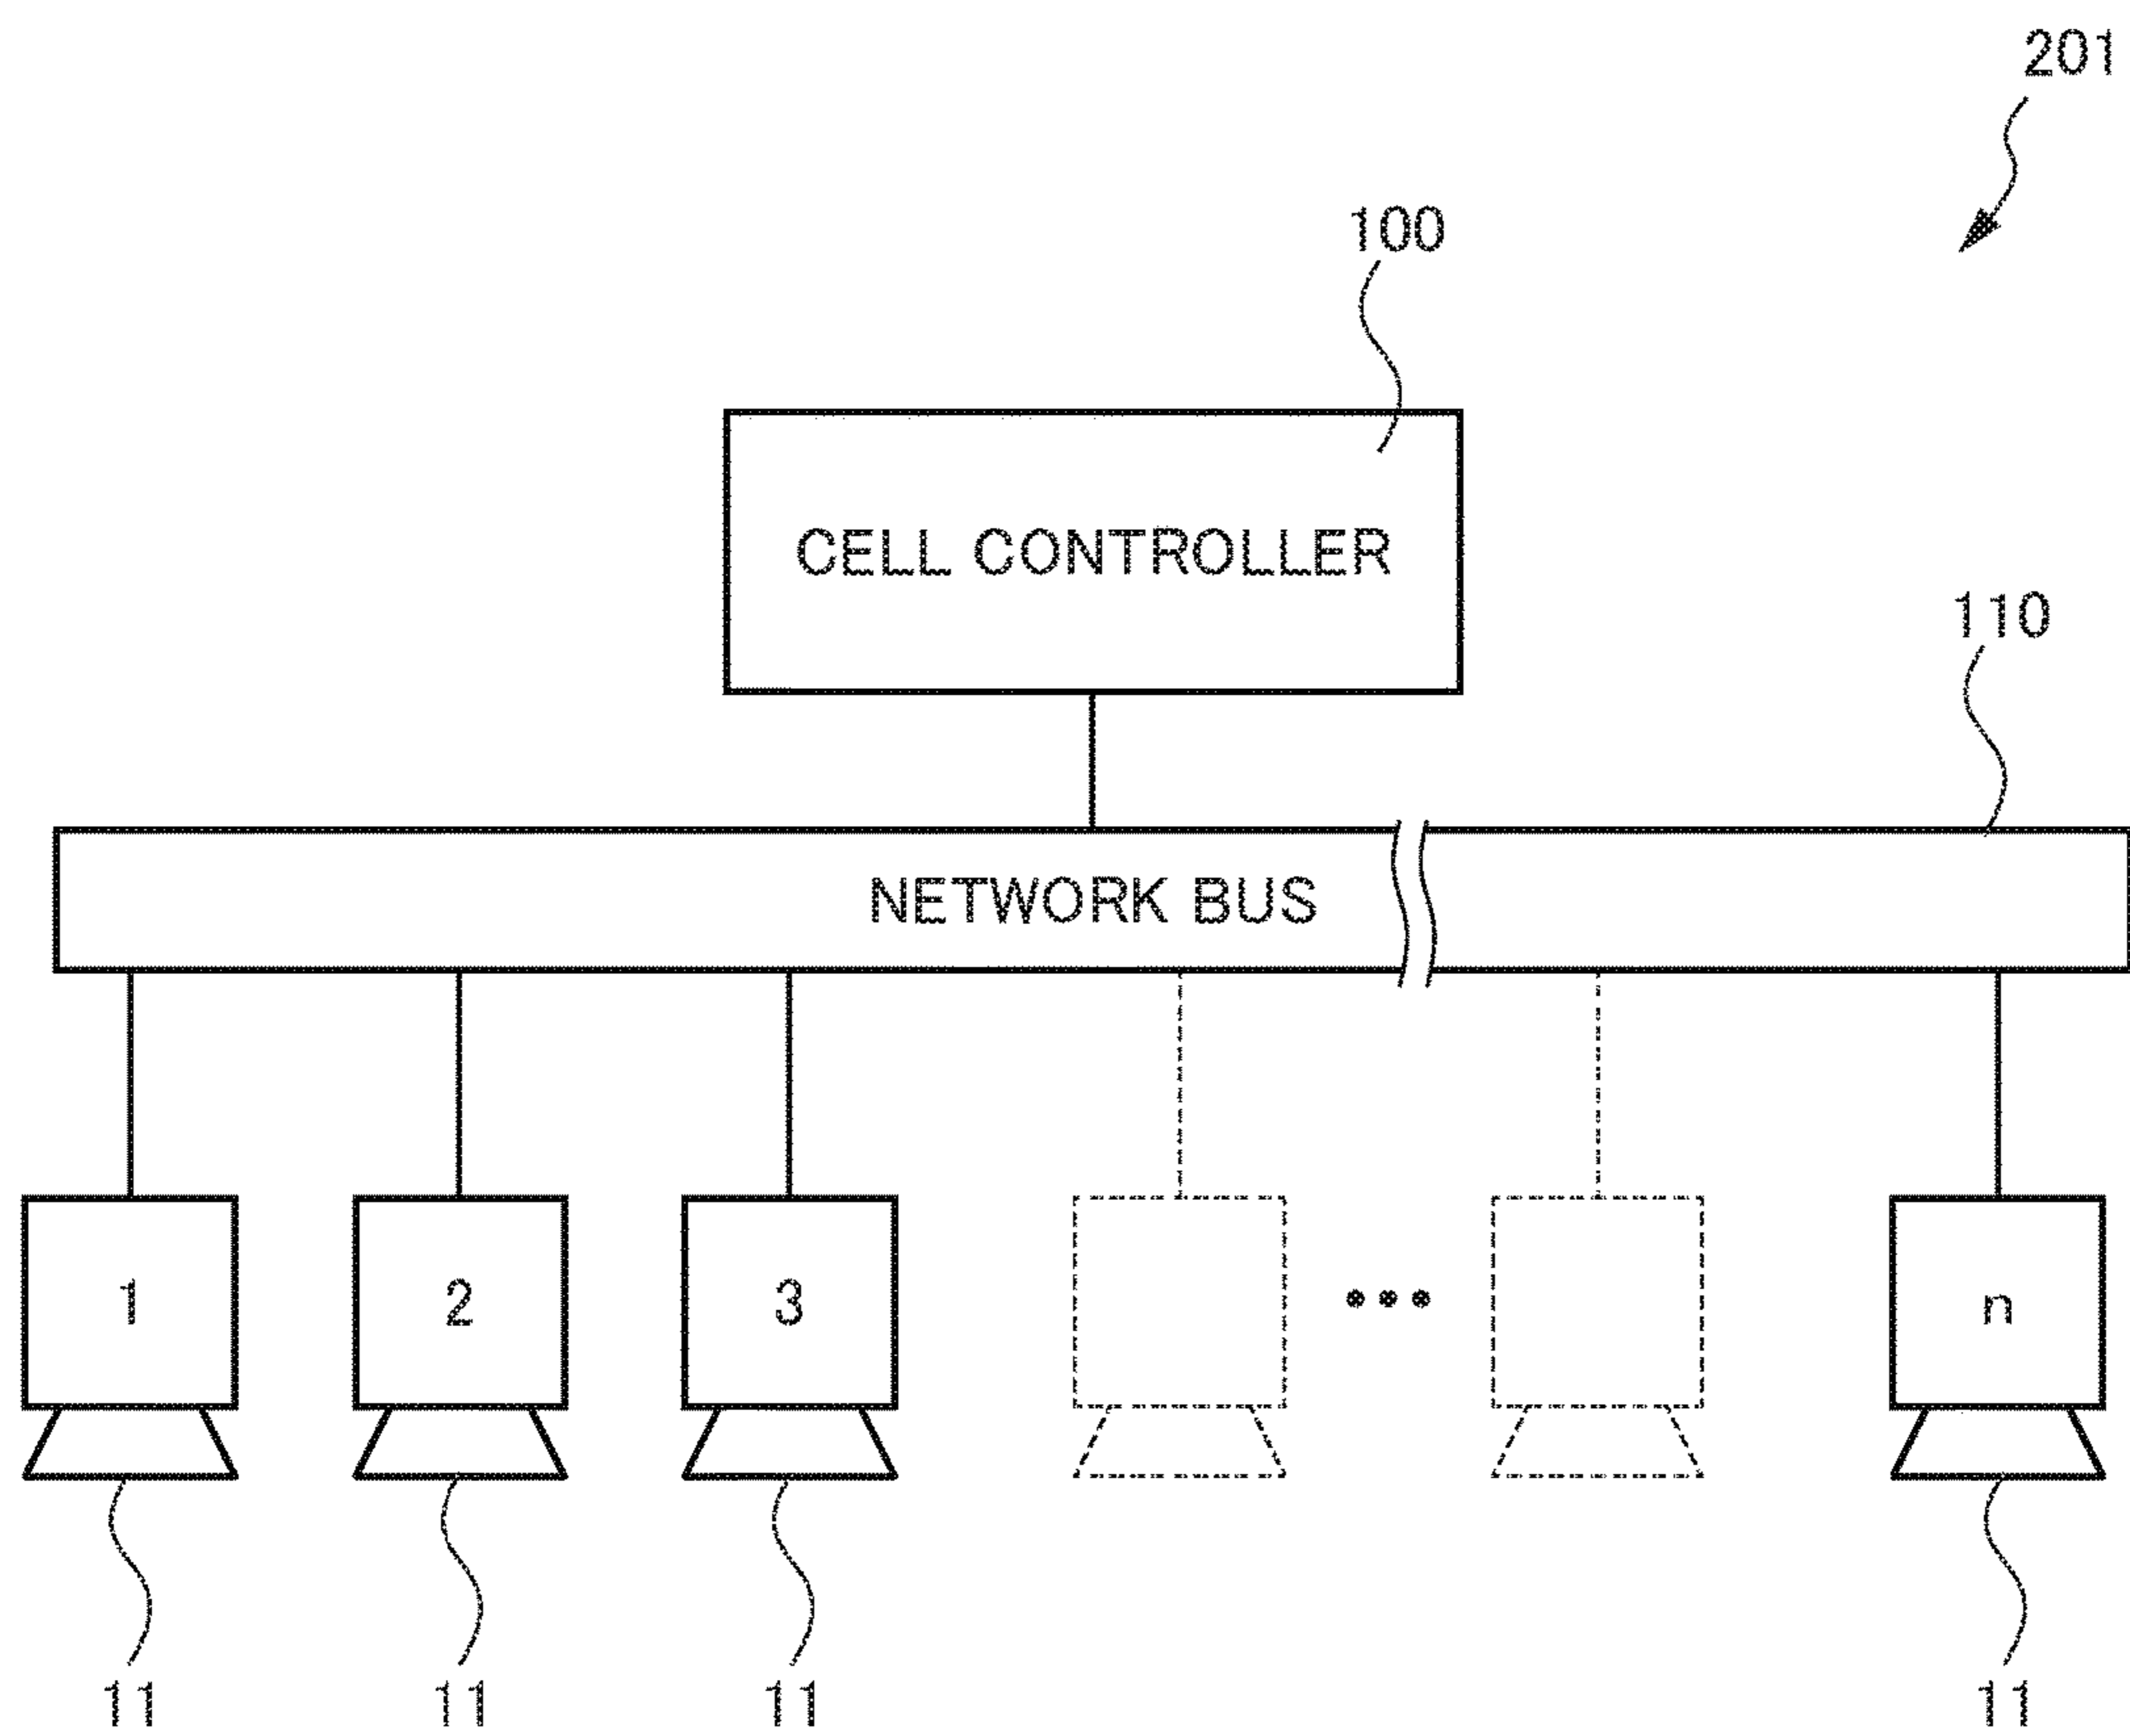 201
100
CELL CONTROLLER
110
NETWORK BUS
1 2 3 ••• n
11 11 11 11